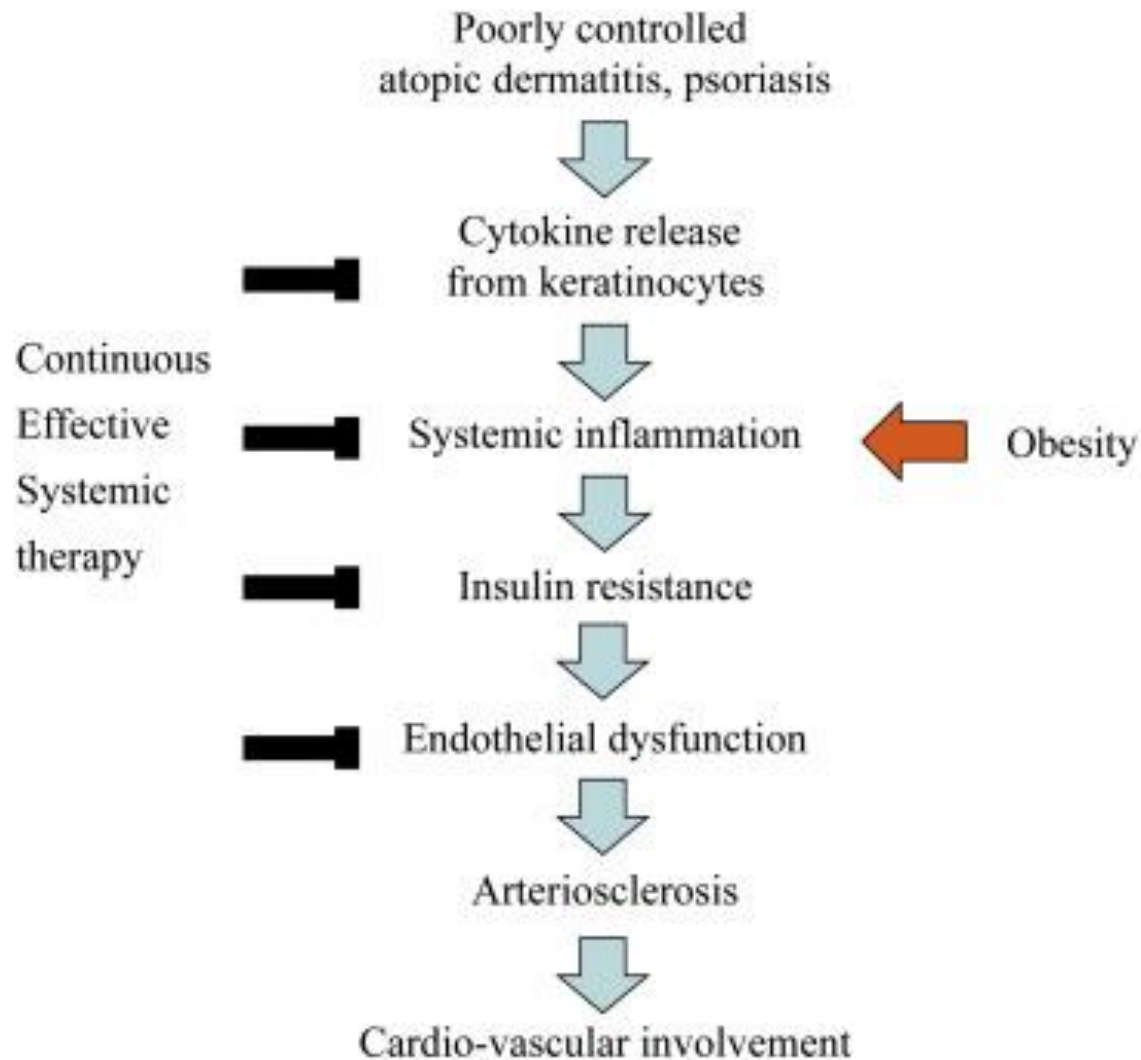 Poorly controlled
atopic dermatitis, psoriasis
Cytokine release
from keratinocytes
Continuous
Effective
Systemic
therapy
Systemic inflammation
Obesity
Insulin resistance
Endothelial dysfunction
Arteriosclerosis
Cardio-vascular involvement